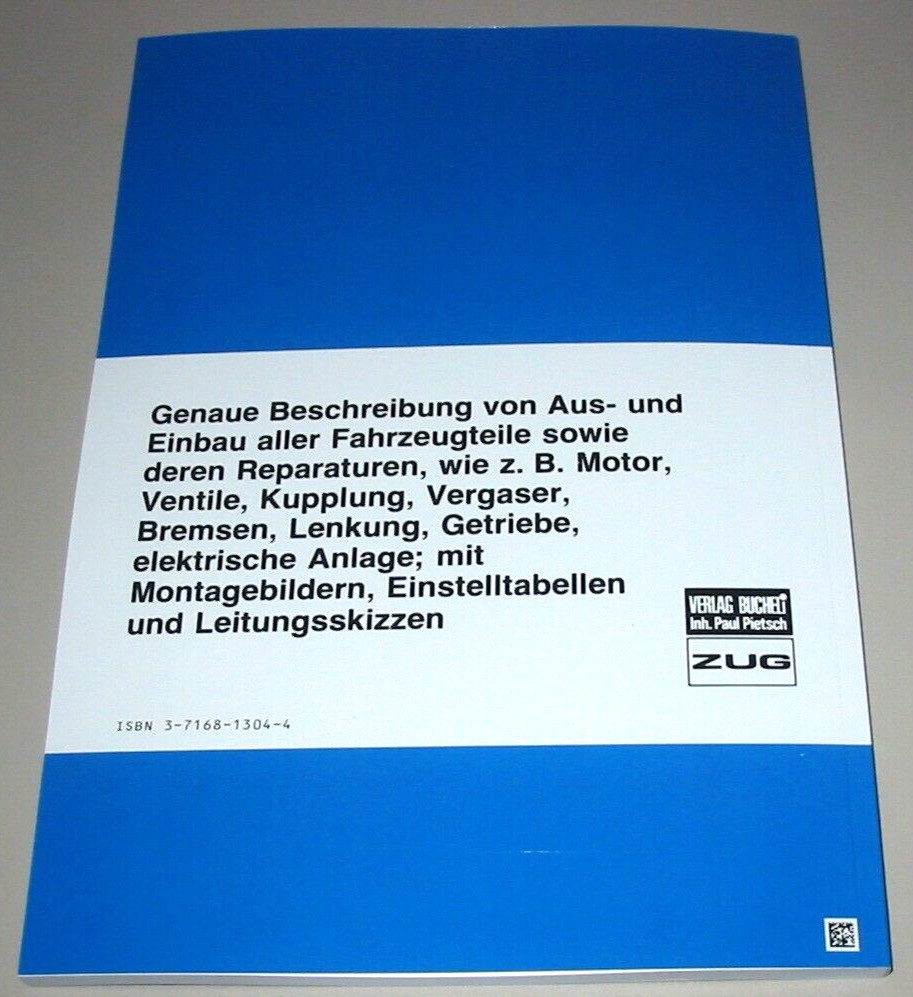 Genaue Beschreibung von Aus- und
Einbau aller Fahrzeugteile sowie
deren Reparaturen, wie z. B. Motor,
Ventile, Kupplung, Vergaser,
Bremsen, Lenkung, Getriebe,
elektrische Anlage; mit
Montagebildern, Einstelltabellen
und Leitungsskizzen
VERLAG BUCHELI
Inh. Paul Pietsch
ZUG
ISBN 3-7168-1304-4